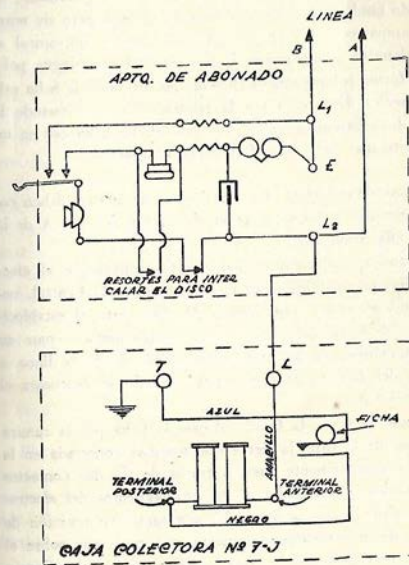 LINEA
B
A
APTO. DE ABONADO
L1
E
L2
RESORTES PARA INTER
CALAR EL DISCO
T
L
AZUL
FICHA
AMARILLO
TERMINAL
POSTERIOR
TERMINAL
ANTERIOR
NEGRO
CAJA COLECTORA Nº 7-J